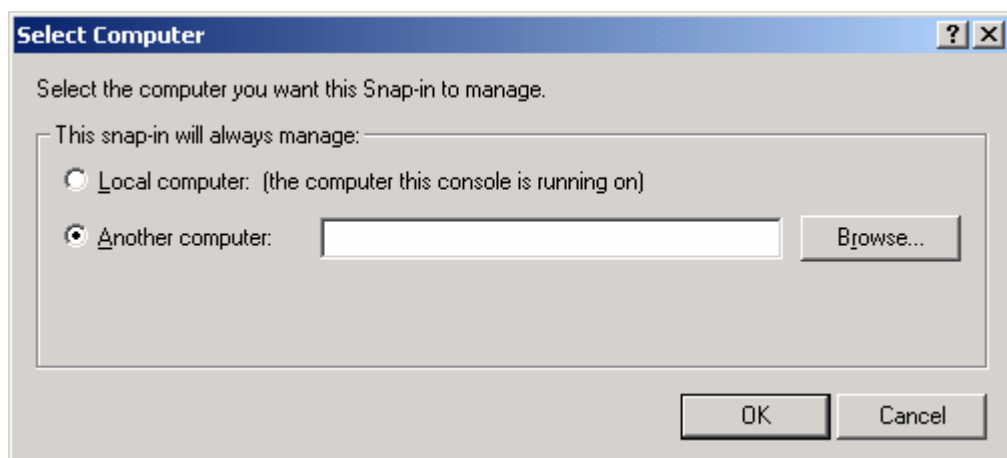 Select Computer
Select the computer you want this Snap-in to manage.
This snap-in will always manage:
Local computer: (the computer this console is running on)
Another computer: Browse...
OK Cancel